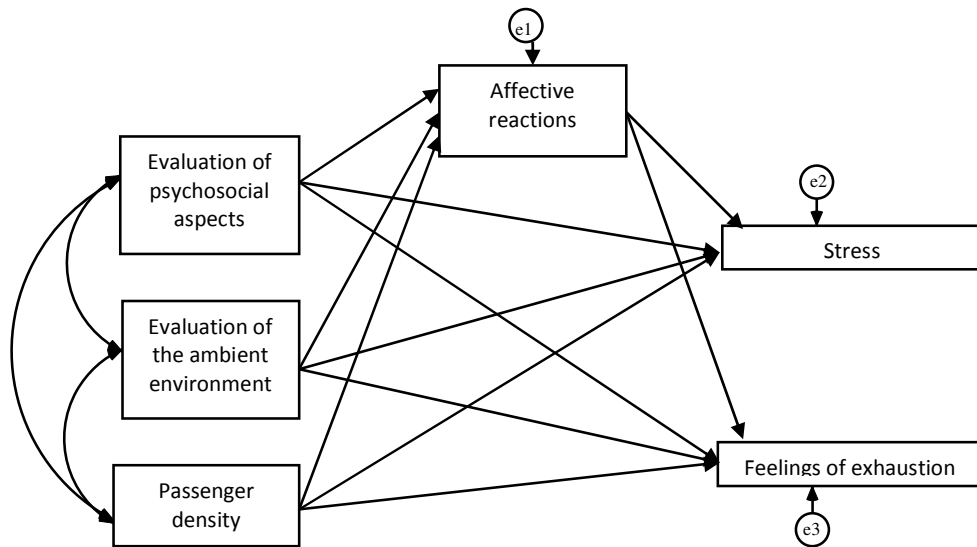 e1
Affective
reactions
Evaluation of
psychosocial
aspects
e2
Stress
Evaluation of
the ambient
environment
Passenger
density
Feelings of exhaustion
e3